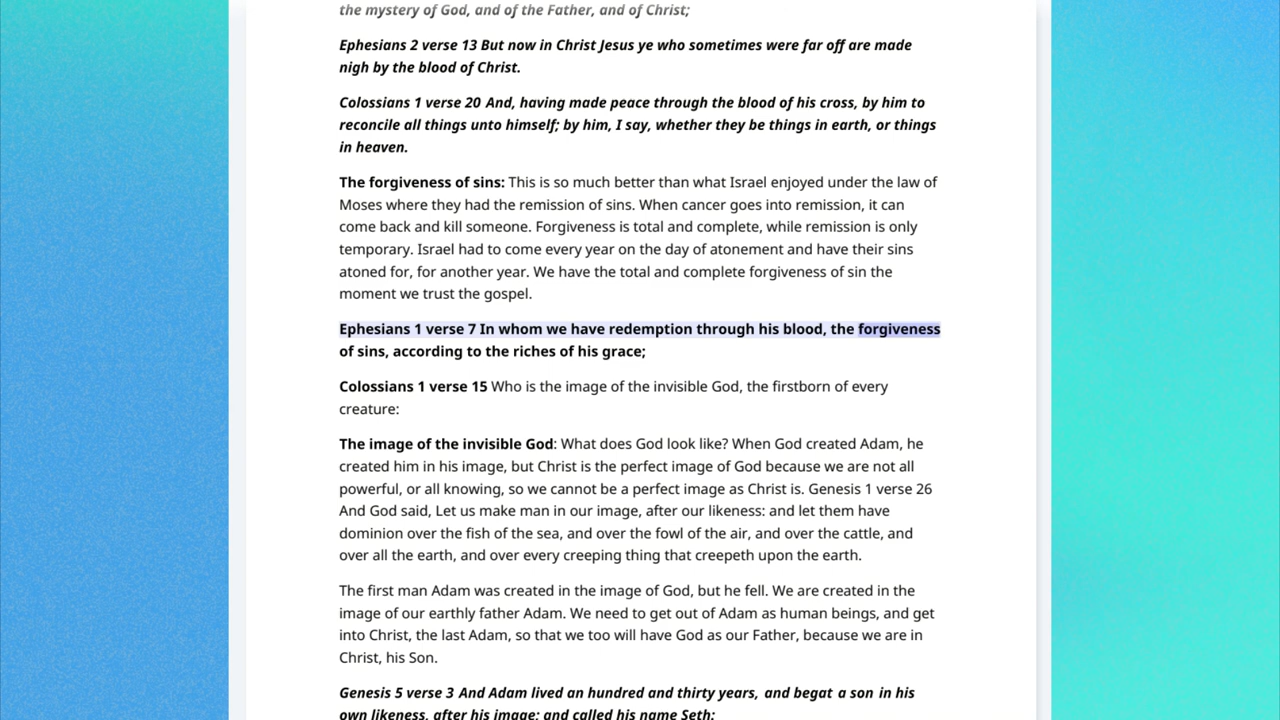 the mystery of God, and of the Father, and of Christ;
Ephesians 2 verse 13 But now in Christ Jesus ye who sometimes were far off are made
nigh by the blood of Christ.
Colossians 1 verse 20 And, having made peace through the blood of his cross, by him to
reconcile all things unto himself; by him, I say, whether they be things in earth, or things
in heaven.
The forgiveness of sins: This is so much better than what Israel enjoyed under the law of
Moses where they had the remission of sins. When cancer goes into remission, it can
come back and kill someone. Forgiveness is total and complete, while remission is only
temporary. Israel had to come every year on the day of atonement and have their sins
atoned for, for another year. We have the total and complete forgiveness of sin the
moment we trust the gospel.
Ephesians 1 verse 7 In whom we have redemption through his blood, the forgiveness
of sins, according to the riches of his grace;
Colossians 1 verse 15 Who is the image of the invisible God, the firstborn of every
creature:
The image of the invisible God: What does God look like? When God created Adam, he
created him in his image, but Christ is the perfect image of God because we are not all
powerful, or all knowing, so we cannot be a perfect image as Christ is. Genesis 1 verse 26
And God said, Let us make man in our image, after our likeness: and let them have
dominion over the fish of the sea, and over the fowl of the air, and over the cattle, and
over all the earth, and over every creeping thing that creepeth upon the earth.
The first man Adam was created in the image of God, but he fell. We are created in the
image of our earthly father Adam. We need to get out of Adam as human beings, and get
into Christ, the last Adam, so that we too will have God as our Father, because we are in
Christ, his Son.
Genesis 5 verse 3 And Adam lived an hundred and thirty years, and begat a son in his
own likeness, after his image; and called his name Seth: